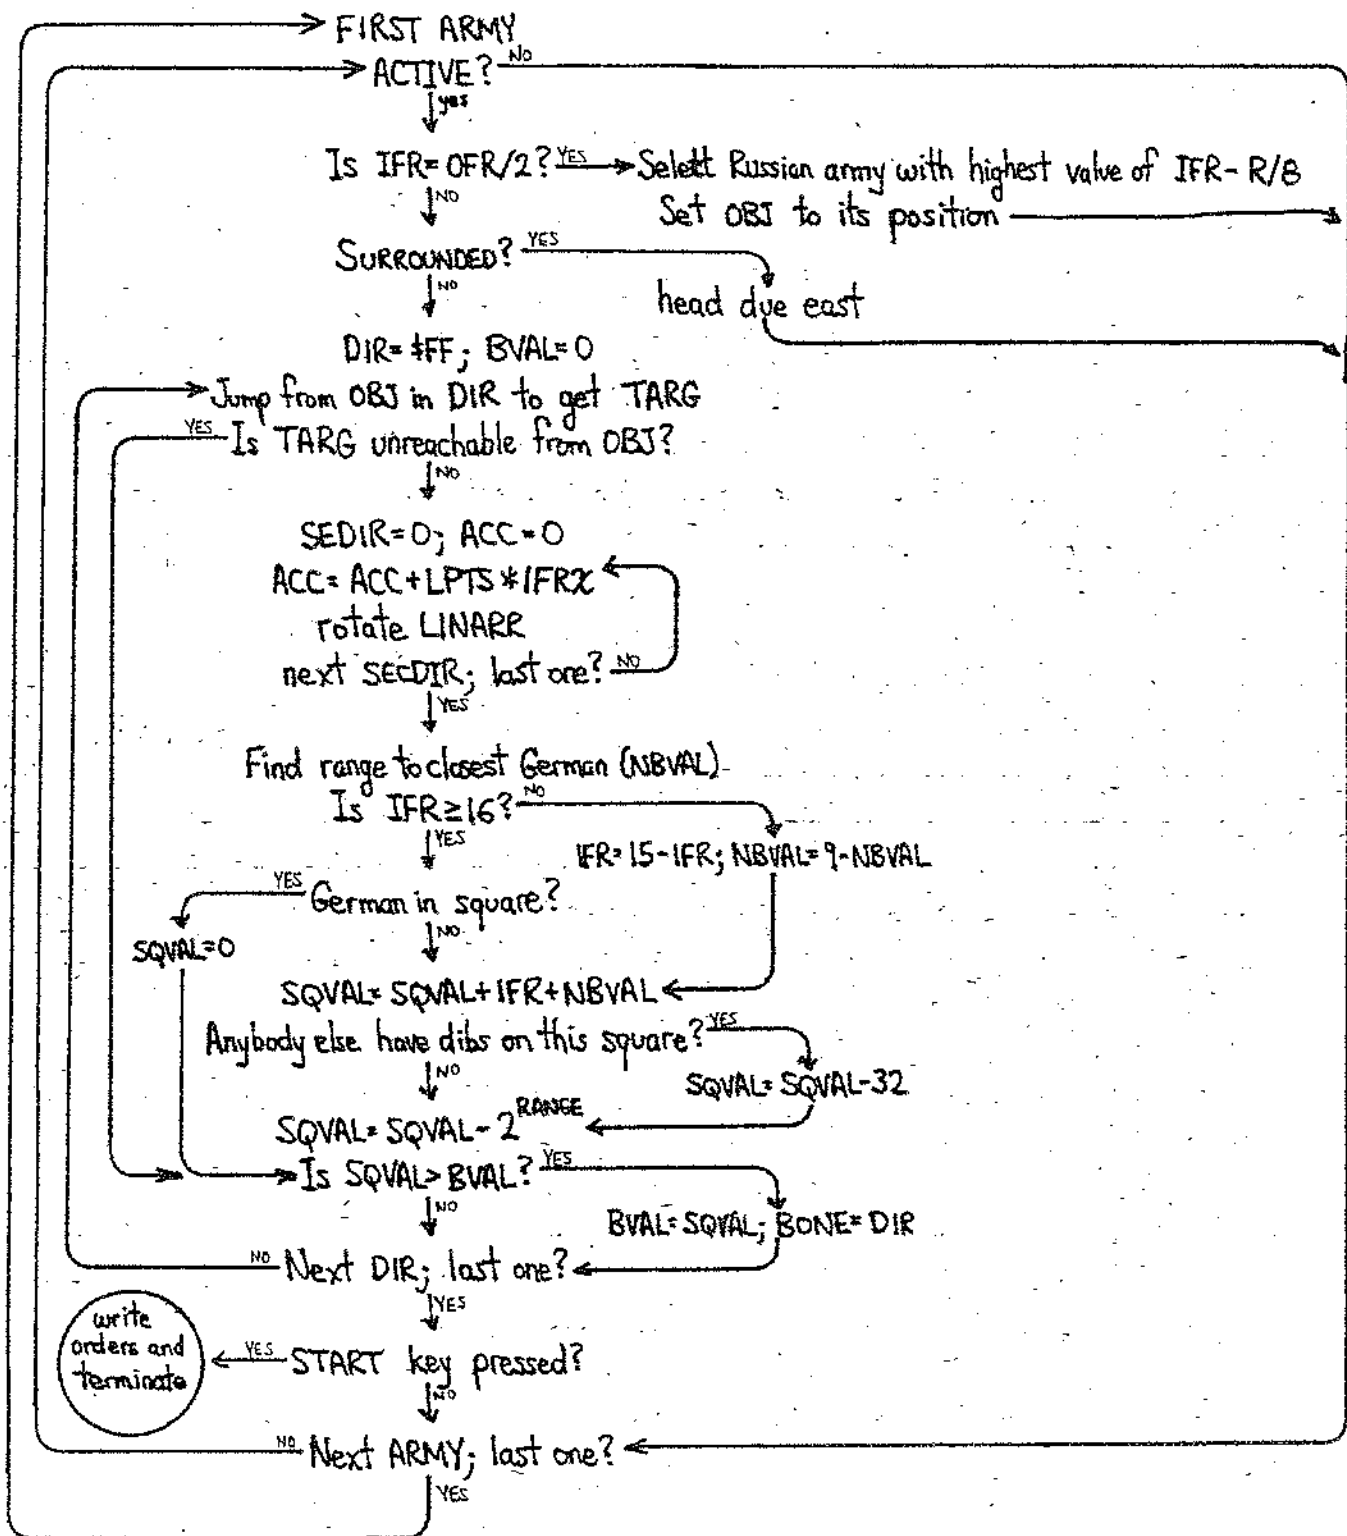 FIRST ARMY
ACTIVE? NO
yes
Is IFR=OFR/2? YES Selett Russian army with highest value of IFR-R/8
NO
Set OBJ to its position
SURROUNDED? YES
NO
head due east
DIR=$FF; BVAL=0
Jump from OBJ in DIR to get TARG
YES Is TARG unreachable from OBJ?
NO
SEDIR=0; ACC=0
ACC=ACC+LPTS*IFRX
rotate LINARR
next SECDIR; last one? NO
YES
Find range to closest German (NBVAL)
Is IFR≥16? NO
YES
IFR=15-IFR; NBVAL=9-NBVAL
YES German in square?
NO
SQVAL=0
SQVAL=SQVAL+IFR+NBVAL
Anybody else have dibs on this square? YES
NO
SQVAL=SQVAL-32
SQVAL=SQVAL-2^RANGE
Is SQVAL>BVAL? YES
NO
BVAL=SQVAL; BONE=DIR
NO Next DIR; last one?
YES
write
orders and
terminate
YES START key pressed?
NO
NO Next ARMY; last one?
YES